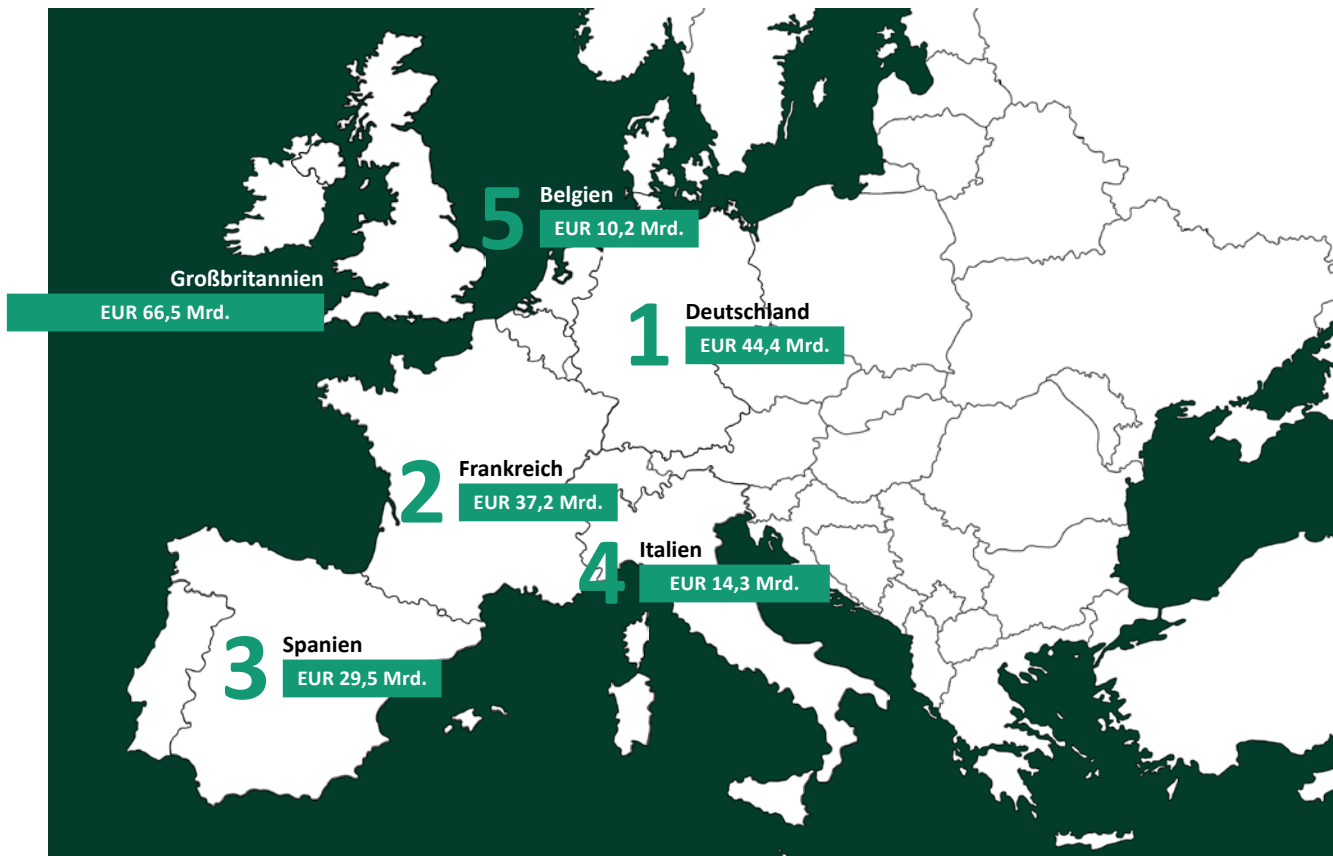 5
Belgien
EUR 10,2 Mrd.
Großbritannien
EUR 66,5 Mrd.
1
Deutschland
EUR 44,4 Mrd.
2
Frankreich
EUR 37,2 Mrd.
4
Italien
EUR 14,3 Mrd.
3
Spanien
EUR 29,5 Mrd.